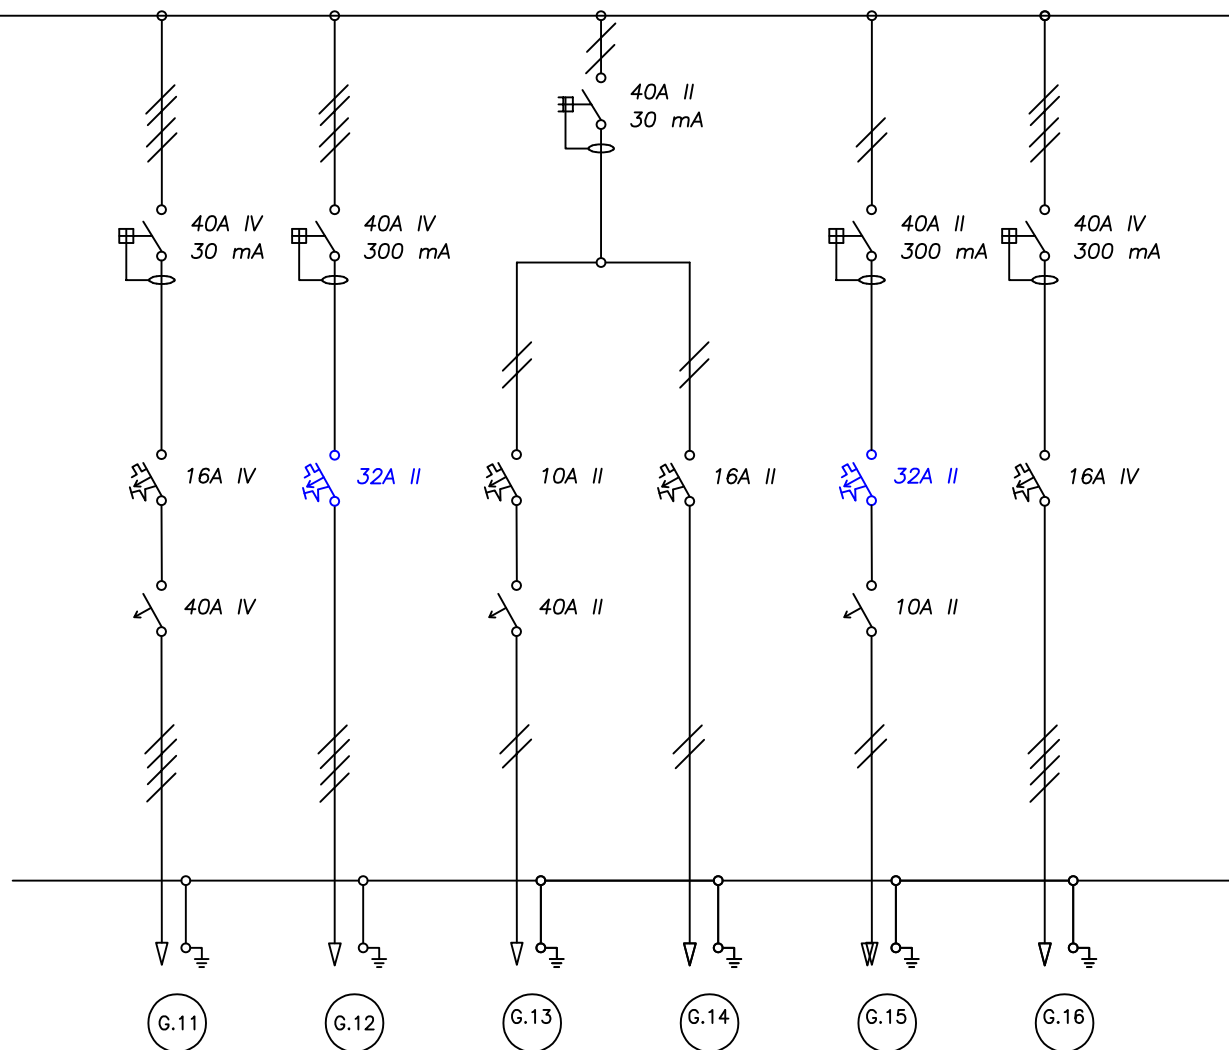 40A II
30 mA
40A IV
30 mA
40A IV
300 mA
40A II
300 mA
40A IV
300 mA
16A IV
32A II
10A II
16A II
32A II
16A IV
40A IV
40A II
10A II
G.11
G.12
G.13
G.14
G.15
G.16